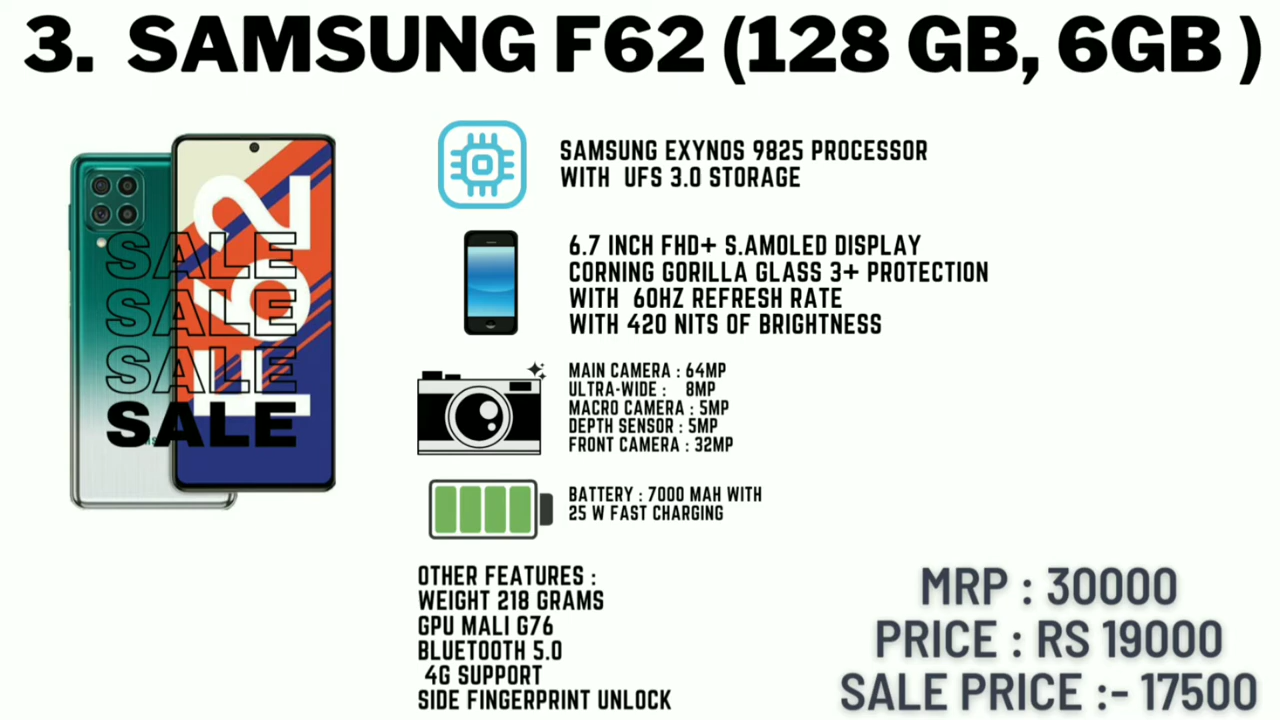 3. SAMSUNG F62 (128 GB, 6GB )
F62
SALE
SALE
SALE
SALE
SAMSUNG EXYNOS 9825 PROCESSOR
WITH UFS 3.0 STORAGE
6.7 INCH FHD+ S.AMOLED DISPLAY
CORNING GORILLA GLASS 3+ PROTECTION
WITH 60HZ REFRESH RATE
WITH 420 NITS OF BRIGHTNESS
MAIN CAMERA : 64MP
ULTRA-WIDE : 8MP
MACRO CAMERA : 5MP
DEPTH SENSOR : 5MP
FRONT CAMERA : 32MP
BATTERY : 7000 MAH WITH
25 W FAST CHARGING
OTHER FEATURES :
WEIGHT 218 GRAMS
GPU MALI G76
BLUETOOTH 5.0
4G SUPPORT
SIDE FINGERPRINT UNLOCK
MRP : 30000
PRICE : RS 19000
SALE PRICE :- 17500